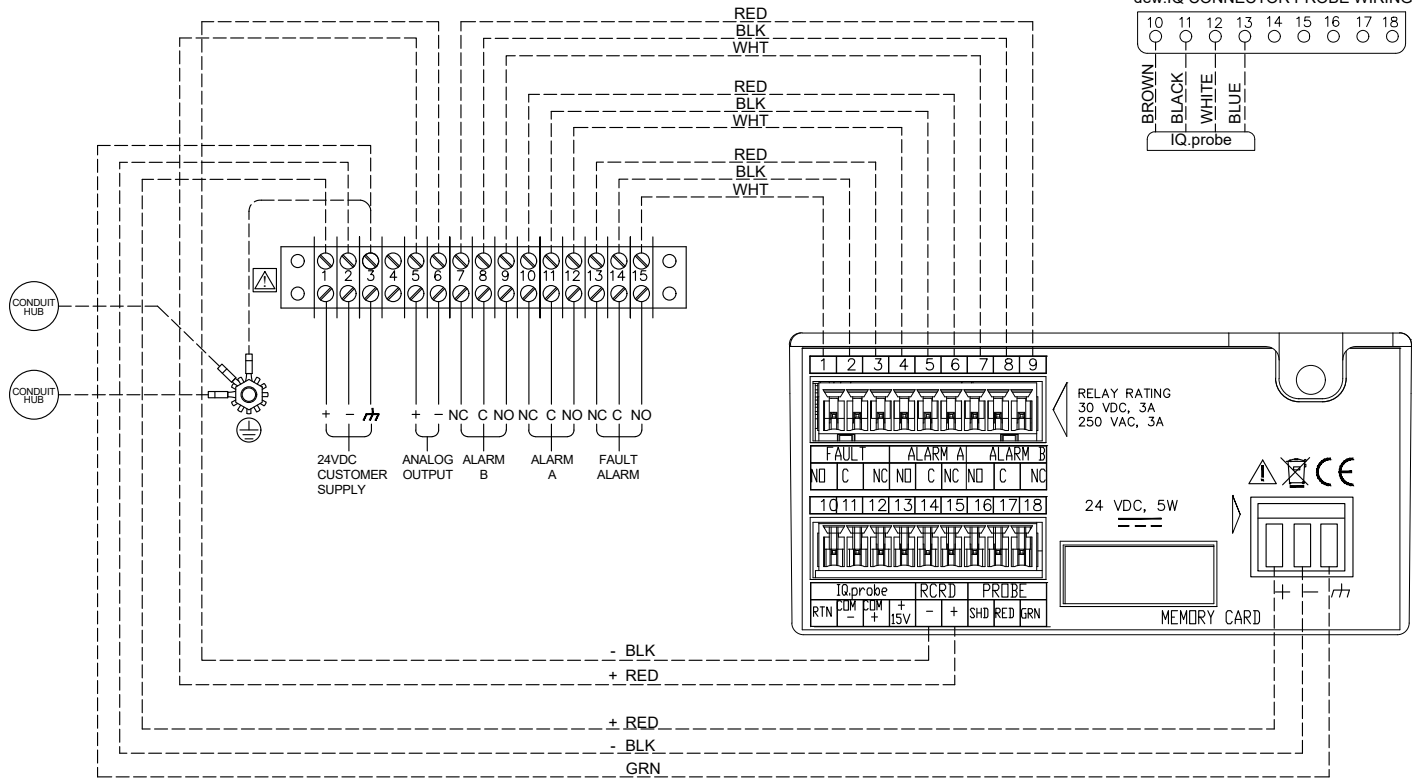 dew.IQ CONNECTOR PROBE WIRING
10 11 12 13 14 15 16 17 18
BROWN
BLACK
WHITE
BLUE
IQ.probe
RED
BLK
WHT
RED
BLK
WHT
RED
BLK
WHT
1 2 3 4 5 6 7 8 9 10 11 12 13 14 15
CONDUIT
HUB
CONDUIT
HUB
+ − + − NC C NO NC C NO NC C NO
24VDC
CUSTOMER
SUPPLY
ANALOG
OUTPUT
ALARM
B
ALARM
A
FAULT
ALARM
1 2 3 4 5 6 7 8 9
RELAY RATING
30 VDC, 3A
250 VAC, 3A
FAULT ALARM A ALARM B
NO C NC NO C NC NO C NC
10 11 12 13 14 15 16 17 18
24 VDC, 5W
CE
IQ.probe RCRD PROBE
RTN COM − COM + + 15V − + SHD RED GRN
+ −
MEMORY CARD
- BLK
+ RED
+ RED
- BLK
GRN